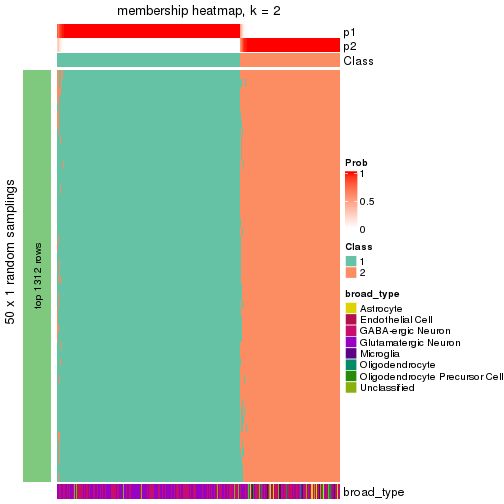 membership heatmap, k = 2
p1
p2
Class
50 x 1 random samplings
top 1312 rows
Prob
1
0.5
0
Class
1
2
broad_type
Astrocyte
Endothelial Cell
GABA-ergic Neuron
Glutamatergic Neuron
Microglia
Oligodendrocyte
Oligodendrocyte Precursor Cell
Unclassified
broad_type